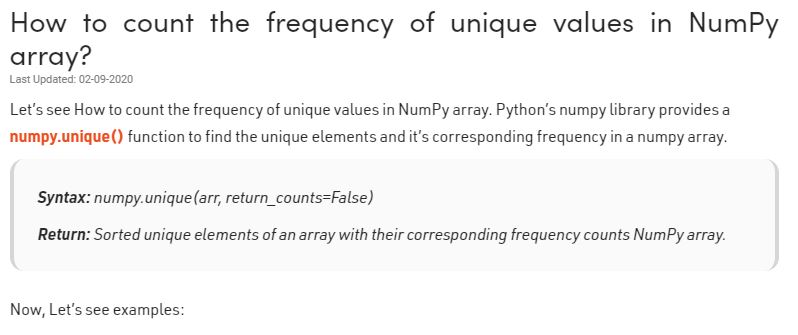 How to count the frequency of unique values in NumPy
array?
Last Updated: 02-09-2020
Let's see How to count the frequency of unique values in NumPy array. Python's numpy library provides a
numpy.unique() function to find the unique elements and it's corresponding frequency in a numpy array.
Syntax: numpy.unique(arr, return_counts=False)
Return: Sorted unique elements of an array with their corresponding frequency counts NumPy array.
Now, Let's see examples: